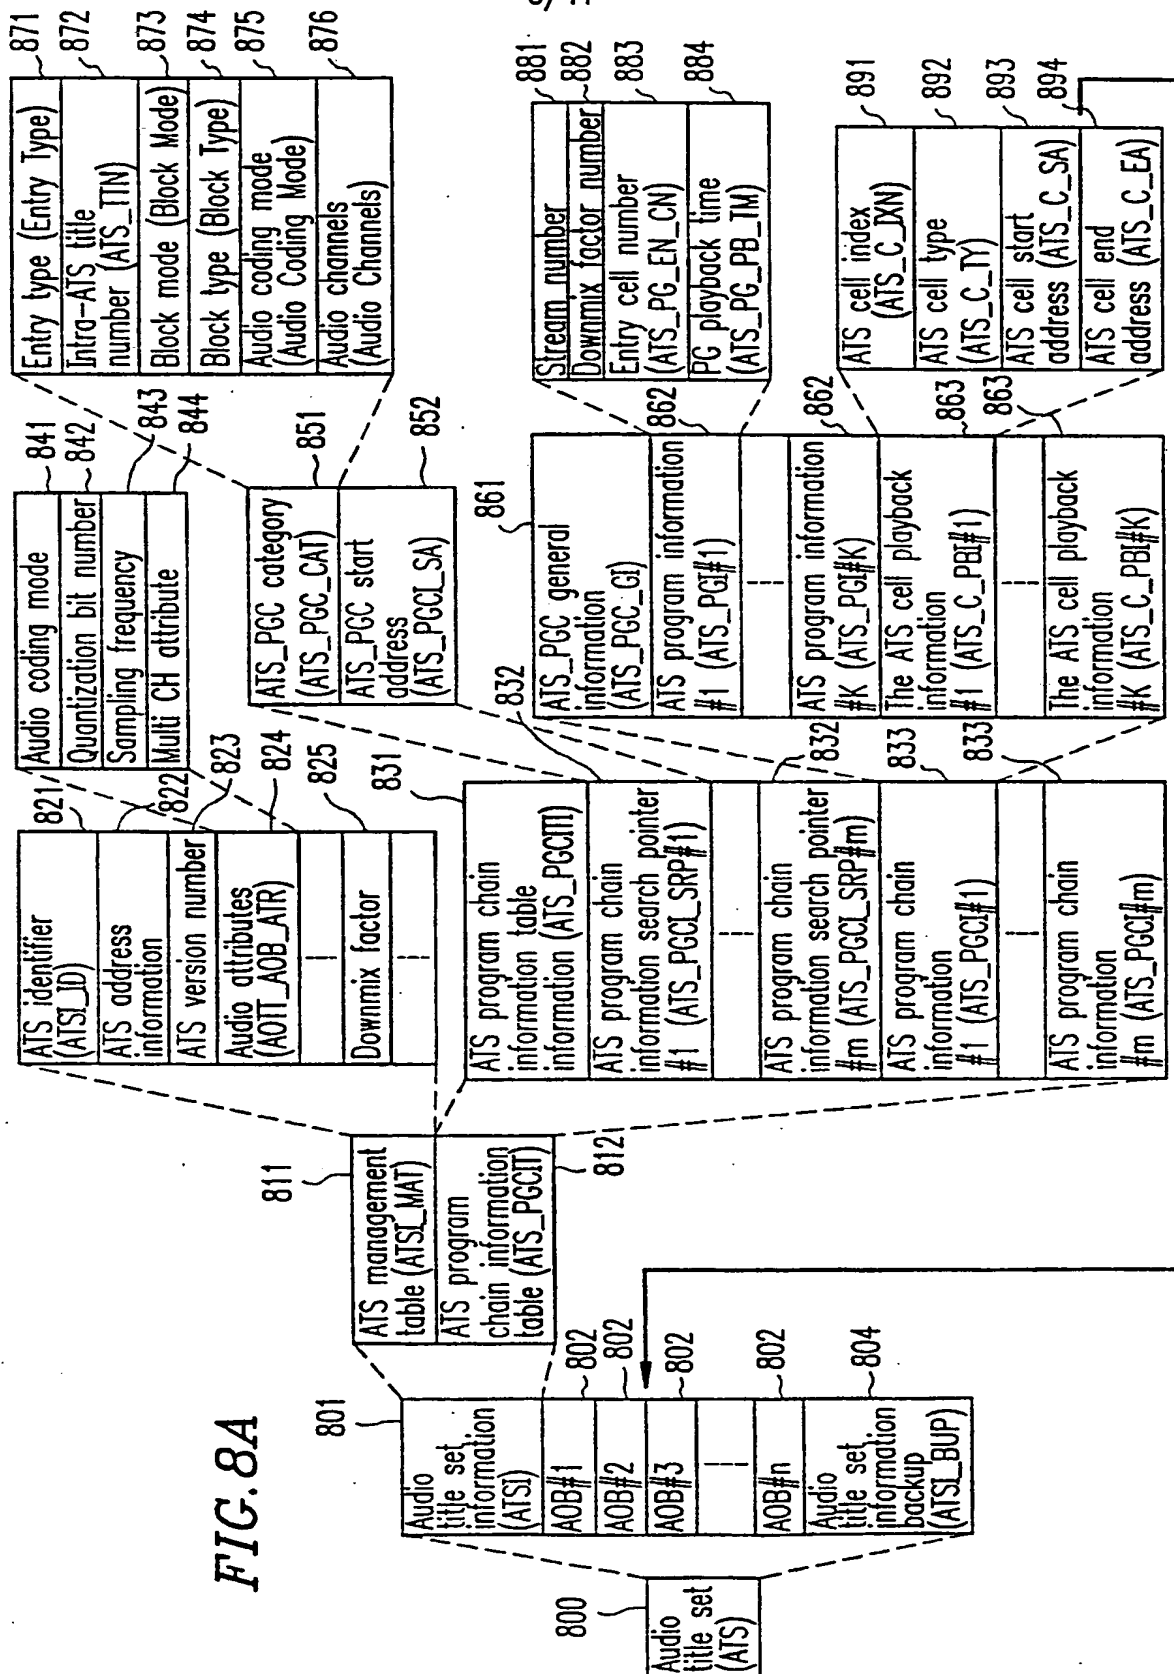 FIG.8A
800
Audio
title set
(ATS)
801
Audio
title set
information
(ATSI)
AOB#1
802
AOB#2
802
AOB#3
802
AOB#n
802
Audio
title set
information
backup
(ATSI_BUP)
804
811
ATS management
table (ATSI_MAT)
ATS program
chain information
table (ATS_PGCIT)
812
ATS identifier
(ATSI_ID)
821
ATS address
information
822
ATS version number
823
Audio attributes
(AOTT_AOB_ATR)
824
Downmix factor
825
831
ATS program chain
information table
information (ATS_PGCITI)
ATS program chain
information search pointer
#1 (ATS_PGCI_SRP#1)
832
ATS program chain
information search pointer
#m (ATS_PGCI_SRP#m)
832
ATS program chain
information
#1 (ATS_PGCI#1)
833
ATS program chain
information
#m (ATS_PGCI#m)
833
Audio coding mode
841
Quantization bit number
842
Sampling frequency
843
Multi CH attribute
844
ATS_PGC category
(ATS_PGC_CAT)
851
ATS_PGC start
address
(ATS_PGCI_SA)
852
861
ATS_PGC general
information
(ATS_PGC_GI)
ATS program information
#1 (ATS_PGI#1)
862
ATS program information
#K (ATS_PGI#K)
862
The ATS cell playback
information
#1 (ATS_C_PBI#1)
863
The ATS cell playback
information
#K (ATS_C_PBI#K)
863
Entry type (Entry Type)
871
Intra-ATS title
number (ATS_TTN)
872
Block mode (Block Mode)
873
Block type (Block Type)
874
Audio coding mode
(Audio Coding Mode)
875
Audio channels
(Audio Channels)
876
Stream number
881
Downmix factor number
882
Entry cell number
(ATS_PG_EN_CN)
883
PG playback time
(ATS_PG_PB_TM)
884
ATS cell index
(ATS_C_IXN)
891
ATS cell type
(ATS_C_TY)
892
ATS cell start
address (ATS_C_SA)
893
ATS cell end
address (ATS_C_EA)
894